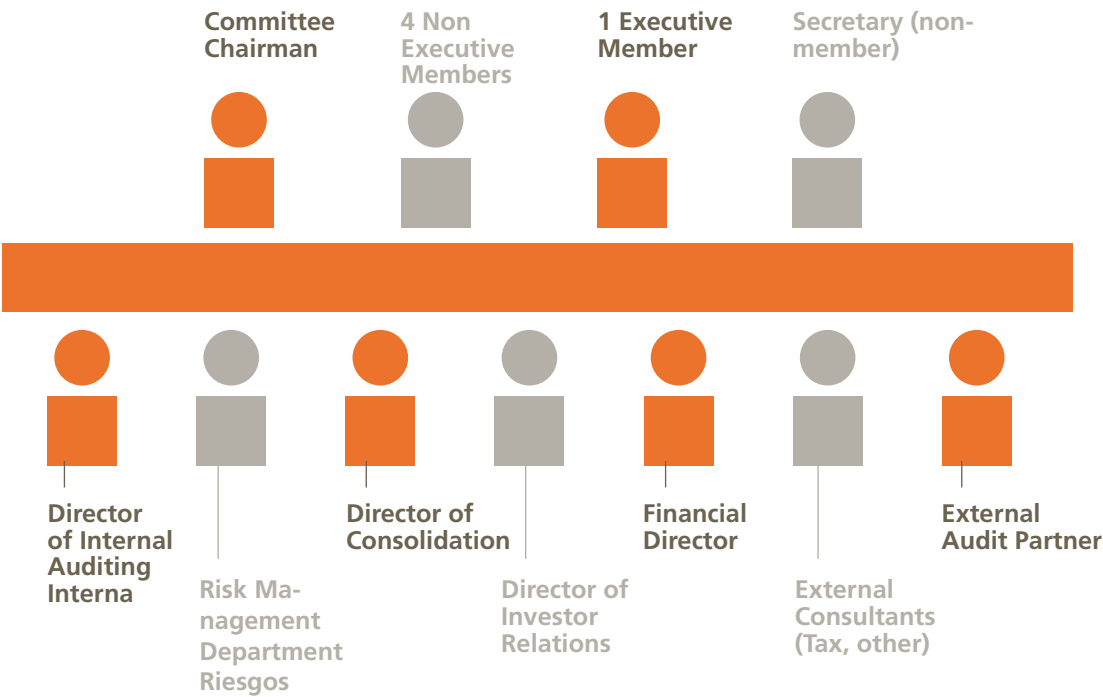 Committee
Chairman
4 Non
Executive
Members
1 Executive
Member
Secretary (non-
member)
Director
of Internal
Auditing
Interna
Risk Ma-
nagement
Department
Riesgos
Director of
Consolidation
Director of
Investor
Relations
Financial
Director
External
Consultants
(Tax, other)
External
Audit Partner